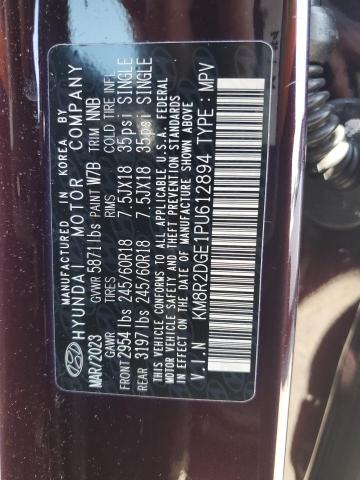 MANUFACTURED IN KOREA BY
HYUNDAI MOTOR COMPANY
MAR/2023 GVWR 5871lbs PAINT W7B TRIM NNB
GAWR TIRES RIMS COLD TIRE INFL
FRONT 2954lbs 245/60R18 7.5JX18 35psi SINGLE
REAR 3197lbs 245/60R18 7.5JX18 35psi SINGLE
THIS VEHICLE CONFORMS TO ALL APPLICABLE U.S.A. FEDERAL
MOTOR VEHICLE SAFETY AND THEFT PREVENTION STANDARDS
IN EFFECT ON THE DATE OF MANUFACTURE SHOWN ABOVE
V.I.N KM8R2DGE1PU612894 TYPE : MPV